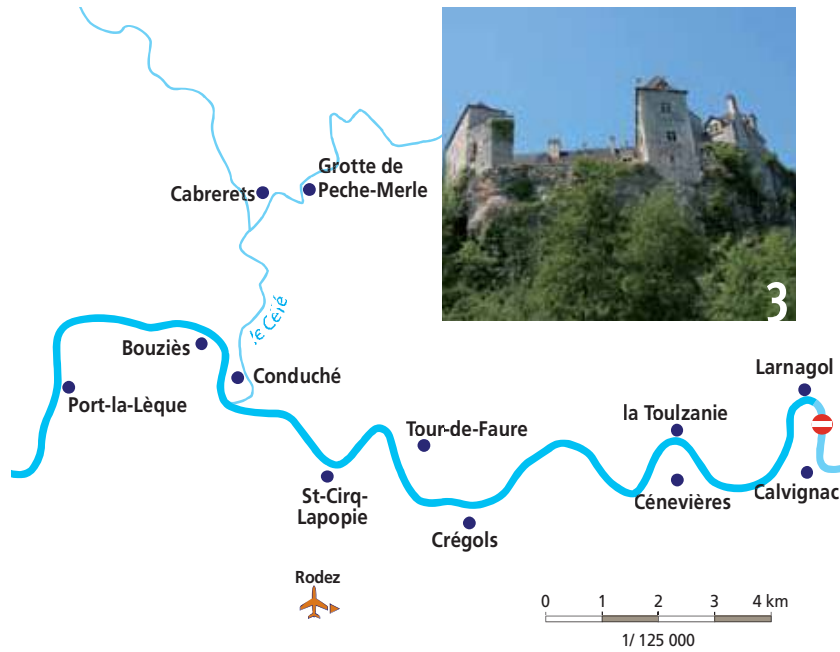 Grotte de
Peche-Merle
Cabrerets
3
le Célé
Bouziès
Conduché
Port-la-Lèque
Larnagol
la Toulzanie
Tour-de-Faure
St-Cirq-
Lapopie
Cénevières
Calvignac
Crégols
Rodez
0 1 2 3 4 km
1/ 125 000